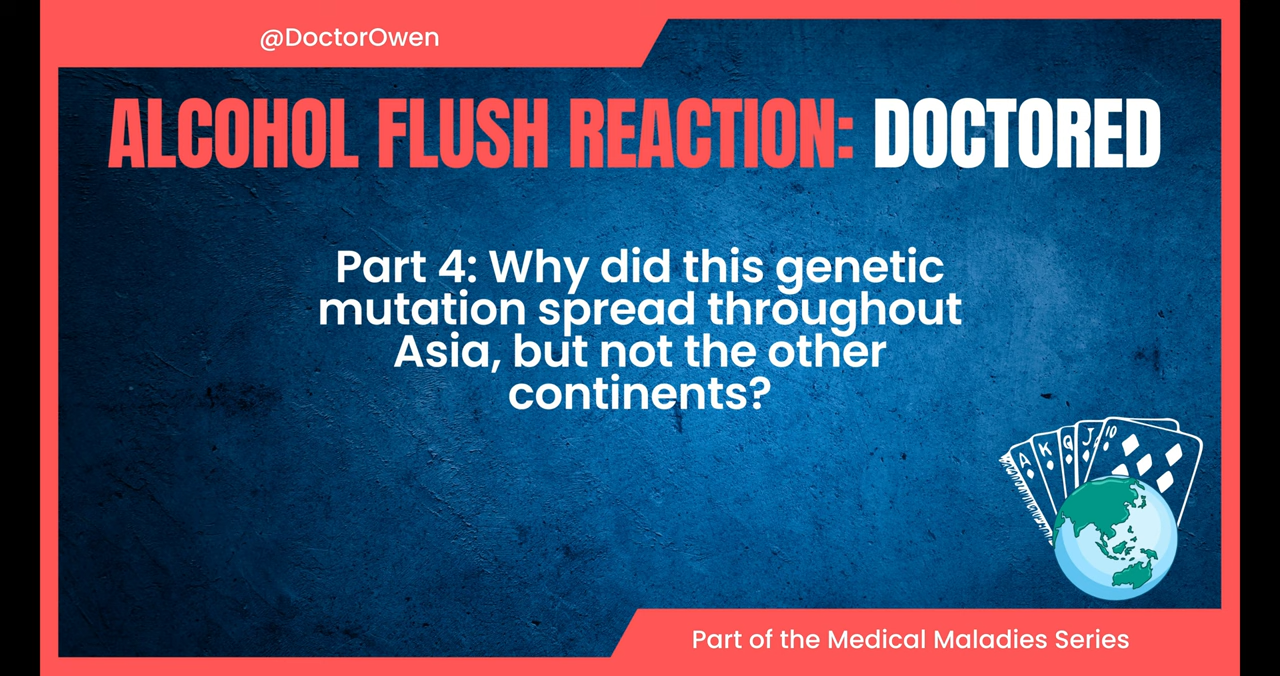 @DoctorOwen
ALCOHOL FLUSH REACTION: DOCTORED
Part 4: Why did this genetic
mutation spread throughout
Asia, but not the other
continents?
A K Q J 10
Part of the Medical Maladies Series